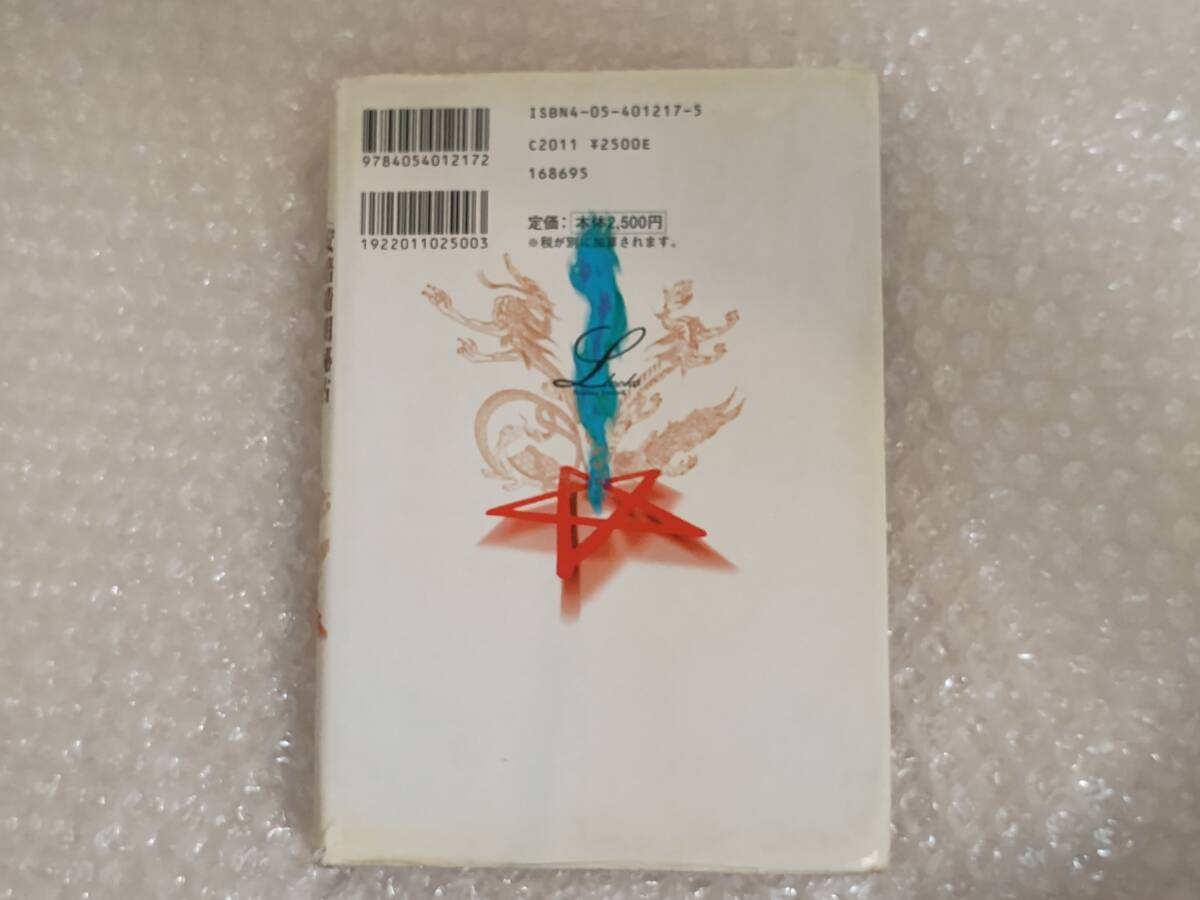 ISBN4-05-401217-5
9784054012172
C2011 ¥2500E
168695
1922011025003
定価：本体2,500円
※税が別に加算されます。